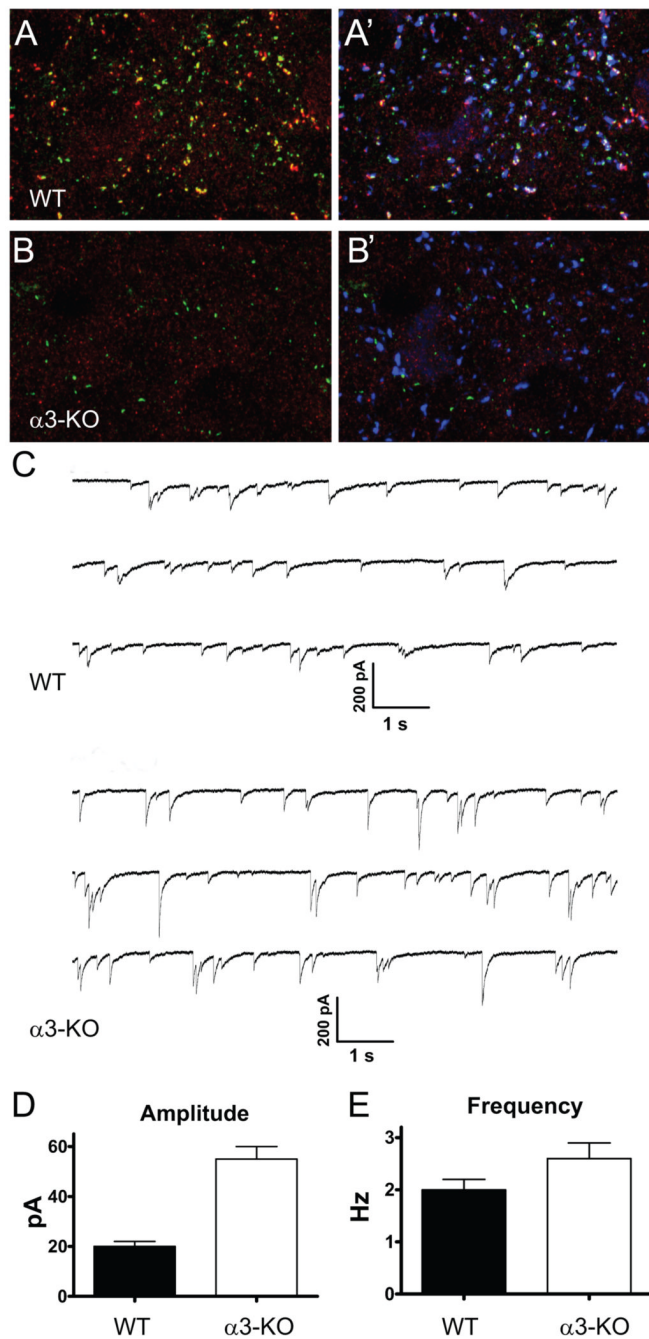 A
A'
WT
B
B'
α3-KO
C
WT
200 pA
1 s
α3-KO
200 pA
1 s
D
Amplitude
60
40
20
0
pA
WT
α3-KO
E
Frequency
3
2
1
0
Hz
WT
α3-KO